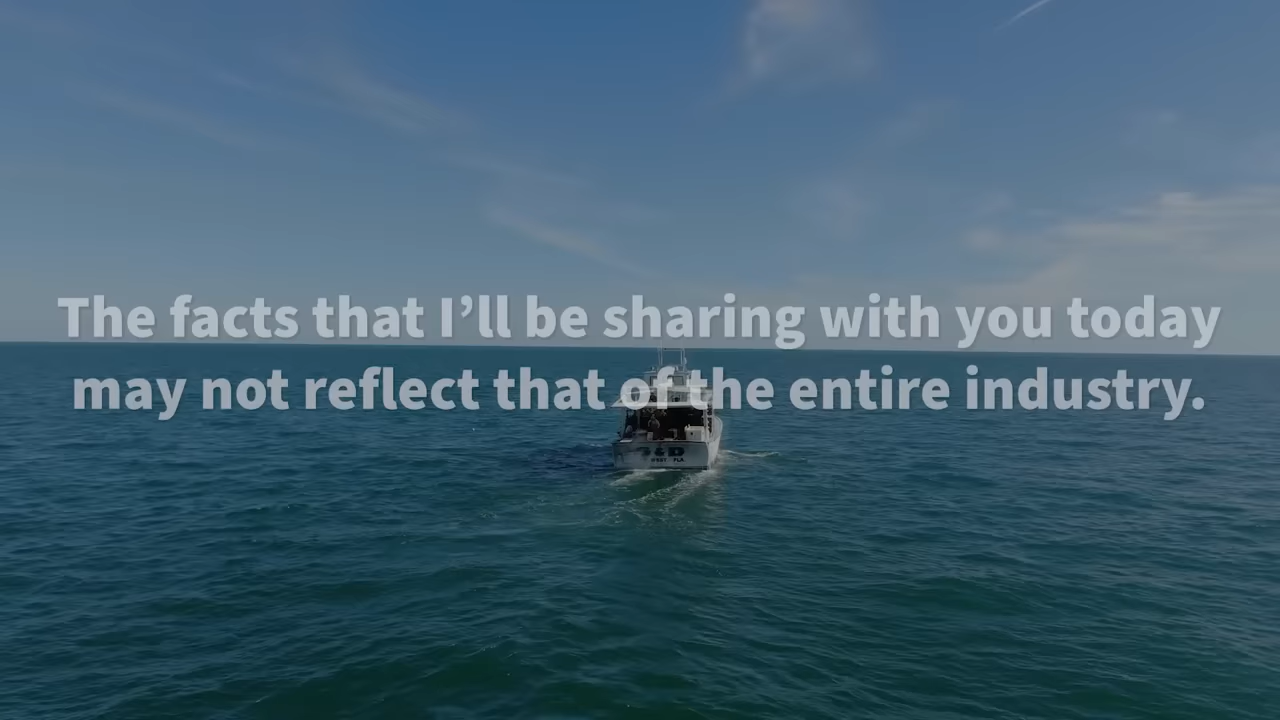 The facts that I’ll be sharing with you today
may not reflect that of the entire industry.